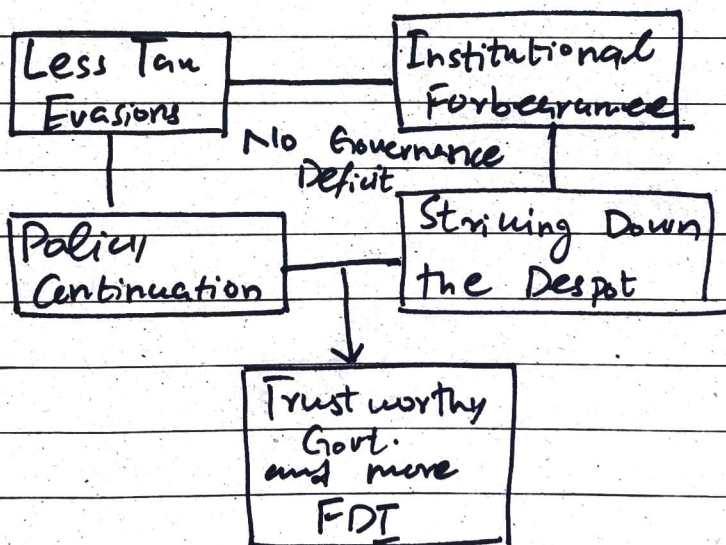 Less Tax
Evasions
Institutional
Forbearance
No Governance
Deficit
Policy
Continuation
Striking Down
the Despot
Trustworthy
Govt.
and more
FDI